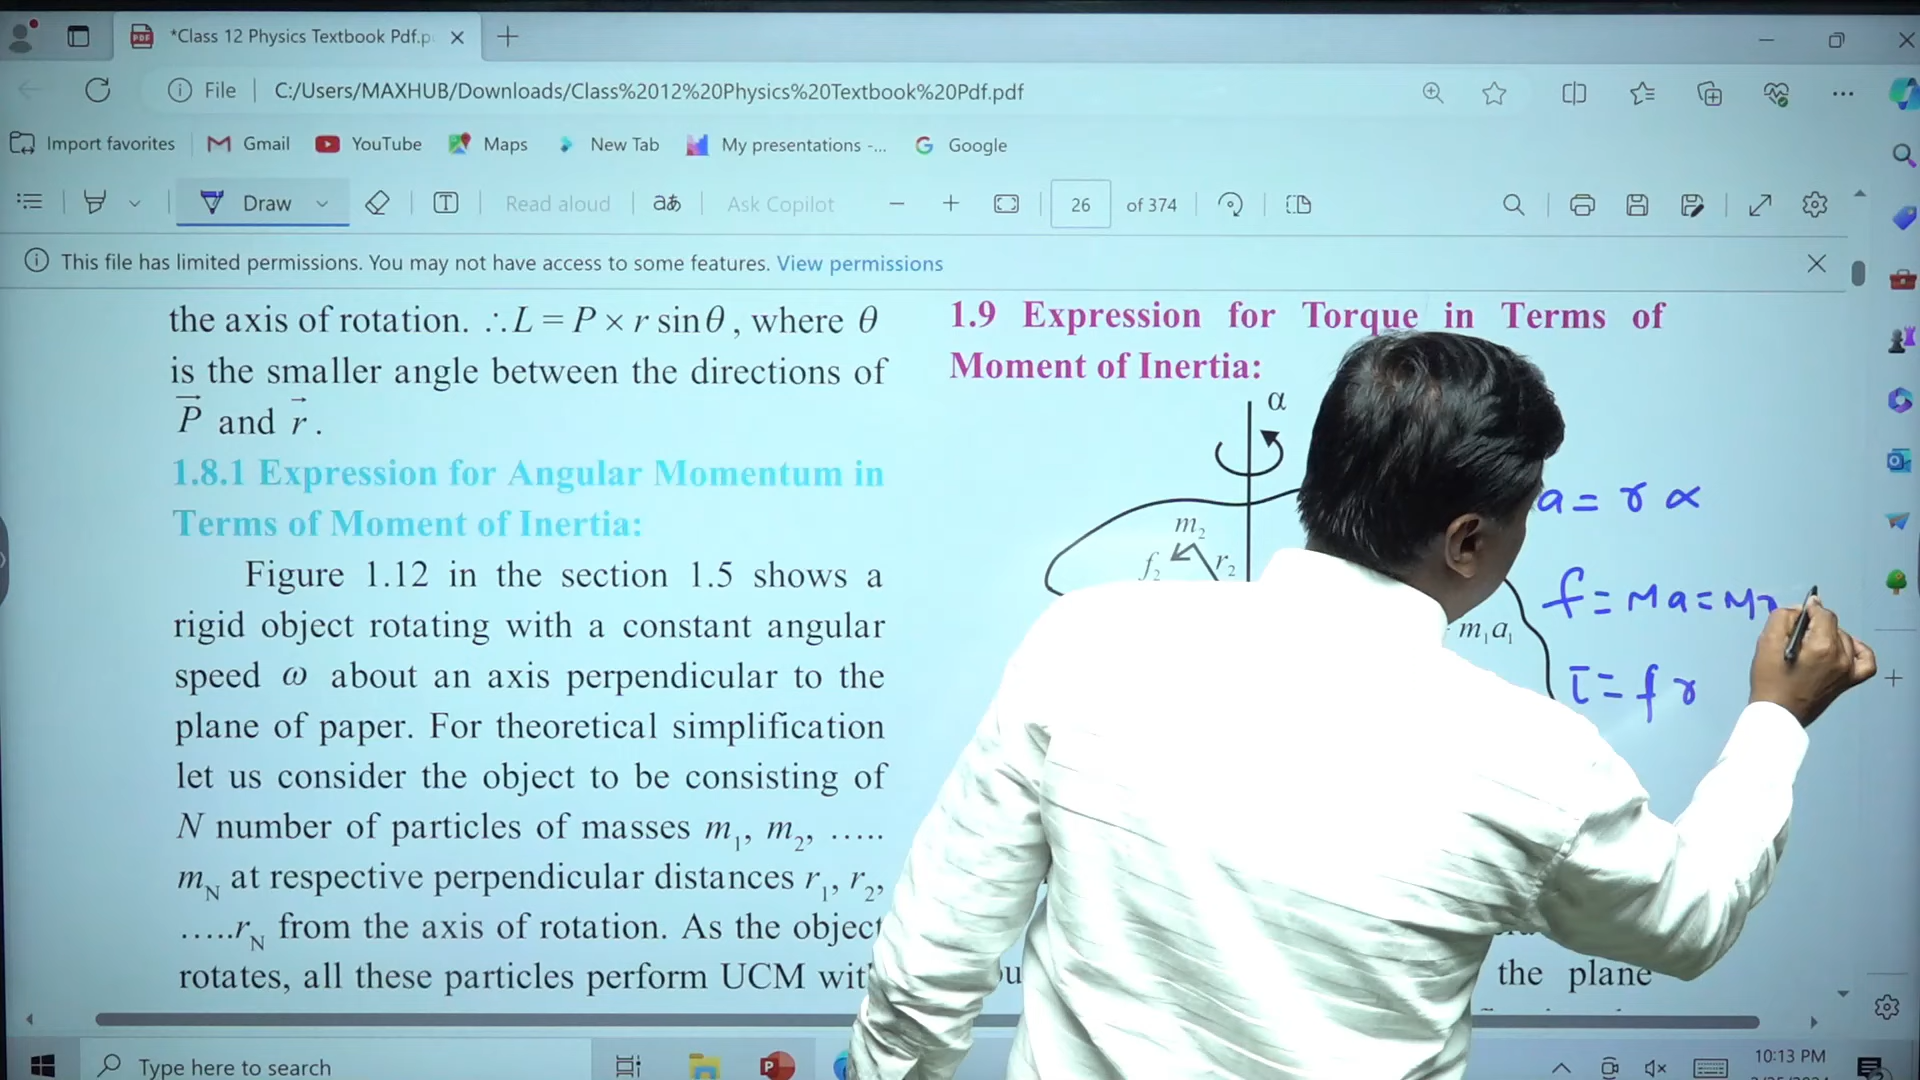 *Class 12 Physics Textbook Pdf.p
File
C:/Users/MAXHUB/Downloads/Class%2012%20Physics%20Textbook%20Pdf.pdf
Import favorites
Gmail
YouTube
Maps
New Tab
My presentations -...
Google
Draw
Read aloud
aあ
Ask Copilot
26 of 374
This file has limited permissions. You may not have access to some features. View permissions
the axis of rotation. ∴ L = P × r sin θ, where θ
is the smaller angle between the directions of
P⃗ and r⃗ .
1.8.1 Expression for Angular Momentum in
Terms of Moment of Inertia:
Figure 1.12 in the section 1.5 shows a
rigid object rotating with a constant angular
speed ω about an axis perpendicular to the
plane of paper. For theoretical simplification
let us consider the object to be consisting of
N number of particles of masses m₁, m₂, …..
m_N at respective perpendicular distances r₁, r₂,
…..r_N from the axis of rotation. As the object
rotates, all these particles perform UCM with
1.9 Expression for Torque in Terms of
Moment of Inertia:
α
m₂
f₂
r₂
m₁a₁
a = r α
f = Ma = Mr
τ = f r
the plane
Type here to search
10:13 PM